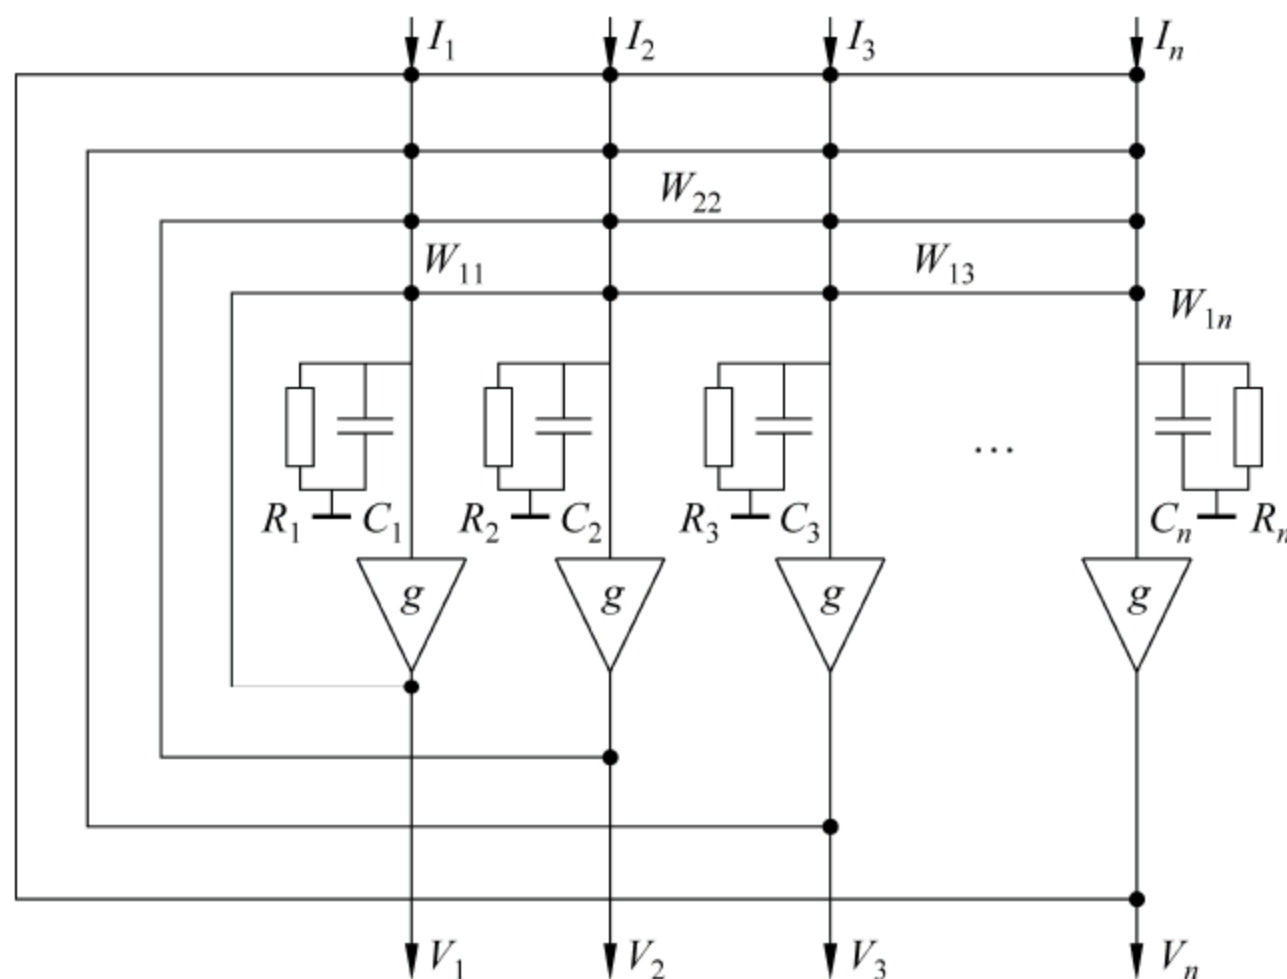 I1 I2 I3 In
W22
W11 W13
W1n
...
R1 C1 R2 C2 R3 C3 Cn Rn
g g g g
V1 V2 V3 Vn